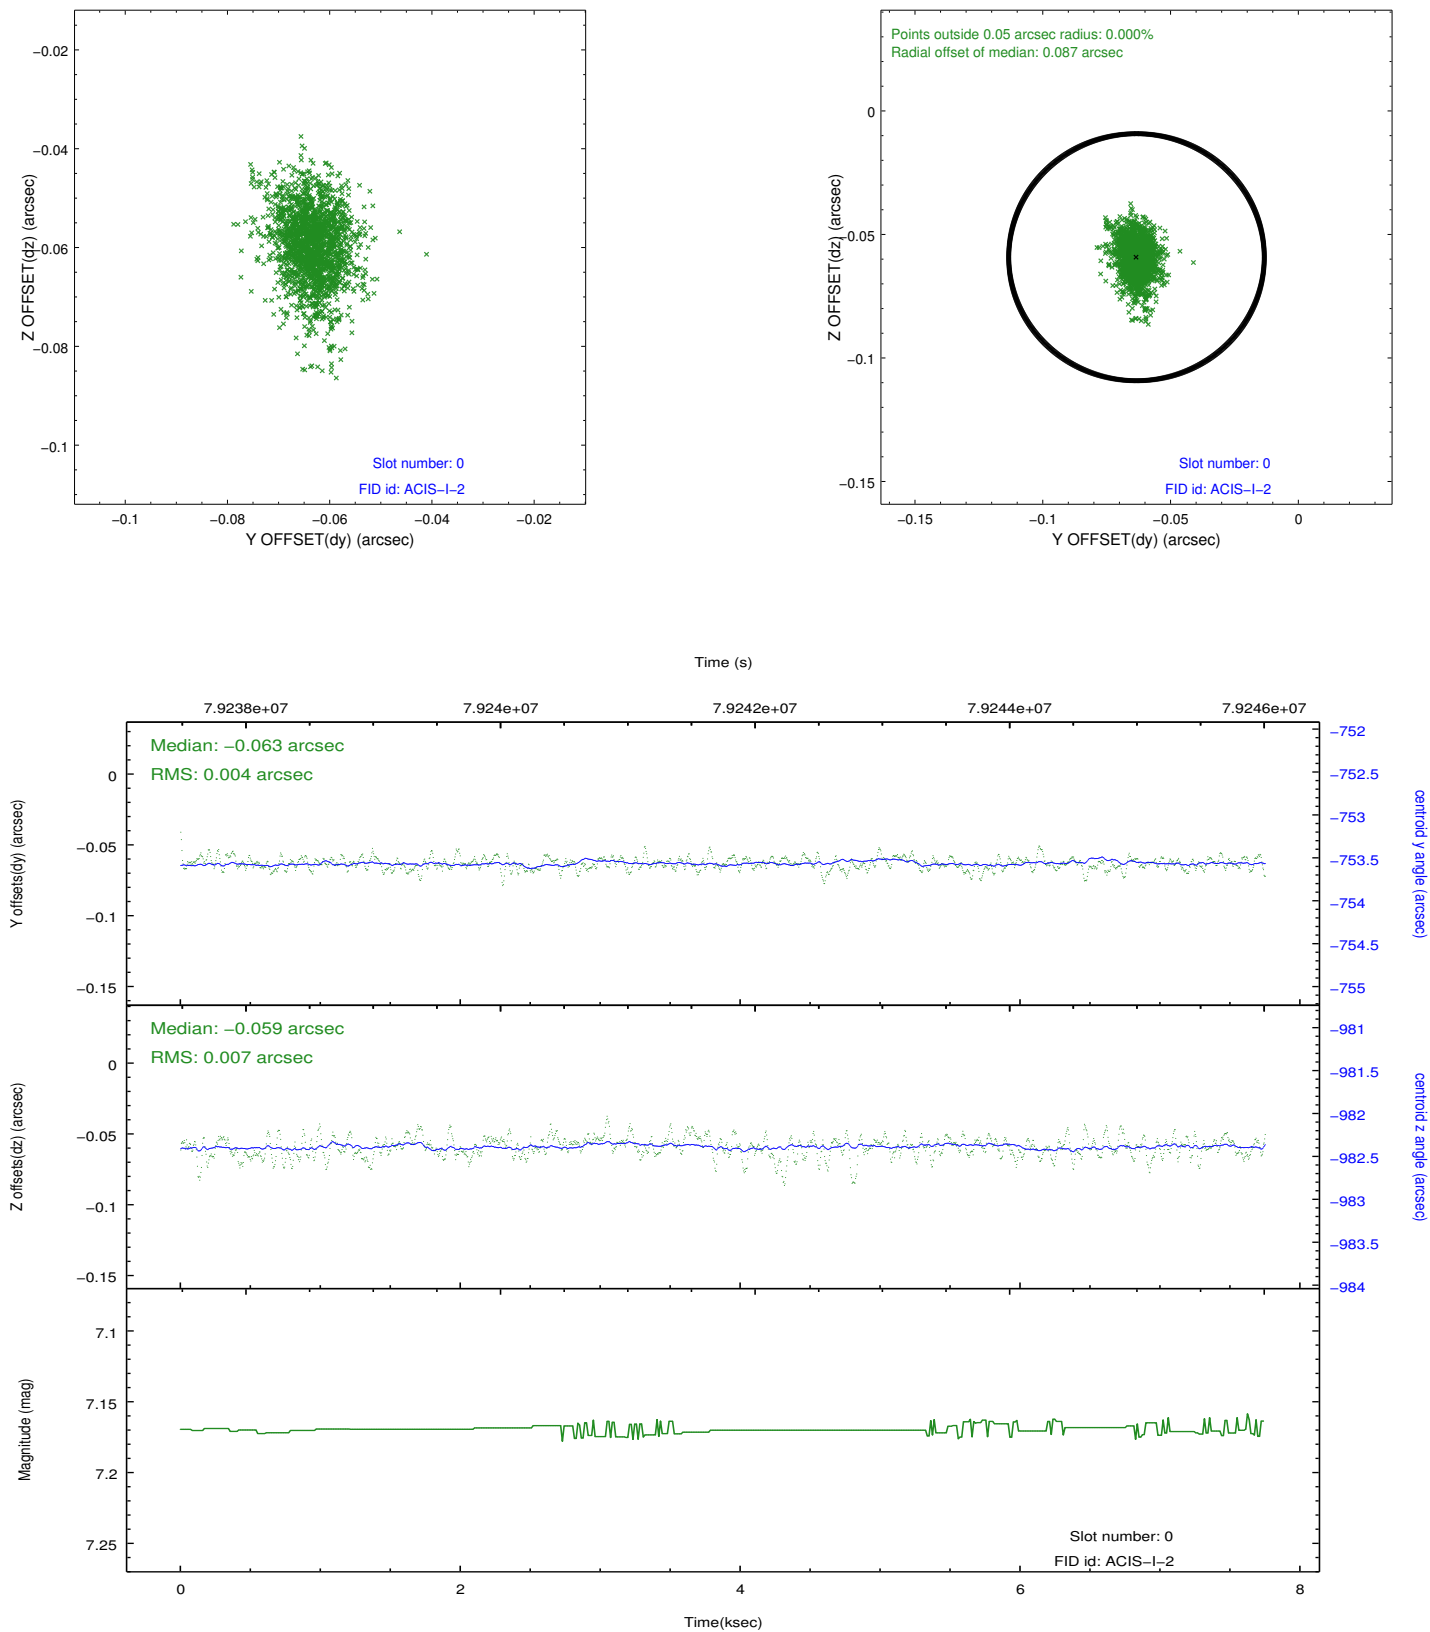 −0.02
−0.04
−0.06
−0.08
−0.1
Z OFFSET(dz) (arcsec)
Slot number: 0
FID id: ACIS−I−2
−0.1
−0.08
−0.06
−0.04
−0.02
Y OFFSET(dy) (arcsec)
Points outside 0.05 arcsec radius: 0.000%
Radial offset of median: 0.087 arcsec
0
−0.05
−0.1
−0.15
Z OFFSET(dz) (arcsec)
Slot number: 0
FID id: ACIS−I−2
−0.15
−0.1
−0.05
0
Y OFFSET(dy) (arcsec)
Time (s)
7.9238e+07
7.924e+07
7.9242e+07
7.9244e+07
7.9246e+07
Median: −0.063 arcsec
RMS: 0.004 arcsec
0
−0.05
−0.1
−0.15
Y offsets(dy) (arcsec)
−752
−752.5
−753
−753.5
−754
−754.5
−755
centroid y angle (arcsec)
Median: −0.059 arcsec
RMS: 0.007 arcsec
0
−0.05
−0.1
−0.15
Z offsets(dz) (arcsec)
−981
−981.5
−982
−982.5
−983
−983.5
−984
centroid z angle (arcsec)
7.1
7.15
7.2
7.25
Magnitude (mag)
Slot number: 0
FID id: ACIS−I−2
0
2
4
6
8
Time(ksec)